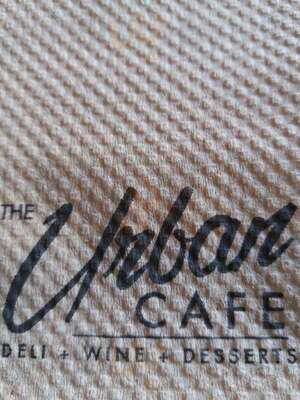 THE
Urban
CAFE
DELI + WINE + DESSERTS